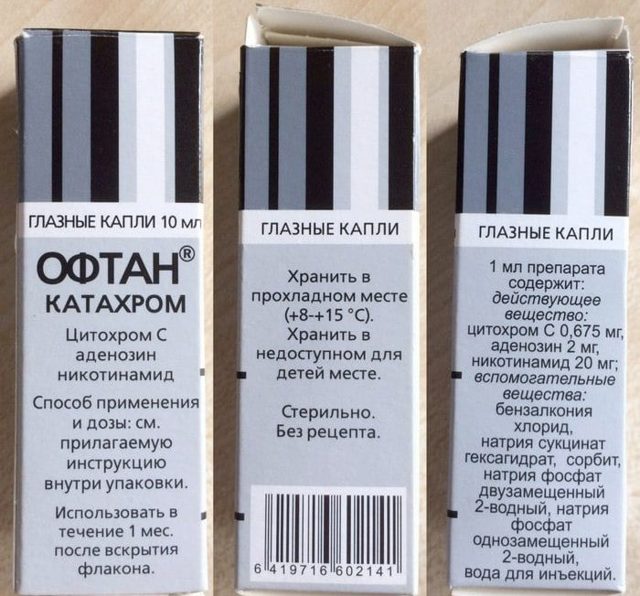 ГЛАЗНЫЕ КАПЛИ 10 мл
ОФТАН®
КАТАХРОМ
Цитохром С
аденозин
никотинамид
Способ применения
и дозы: см.
прилагаемую
инструкцию
внутри упаковки.
Использовать в
течение 1 мес.
после вскрытия
флакона.
ГЛАЗНЫЕ КАПЛИ
Хранить в
прохладном месте
(+8-+15 °C).
Хранить в
недоступном для
детей месте.
Стерильно.
Без рецепта.
6 419716 602141
ГЛАЗНЫЕ КАПЛИ
1 мл препарата
содержит:
действующее
вещество:
цитохром С 0,675 мг,
аденозин 2 мг,
никотинамид 20 мг;
вспомогательные
вещества:
бензалкония
хлорид,
натрия сукцинат
гексагидрат, сорбит,
натрия фосфат
двузамещенный
2-водный, натрия
фосфат
однозамещенный
2-водный,
вода для инъекций.